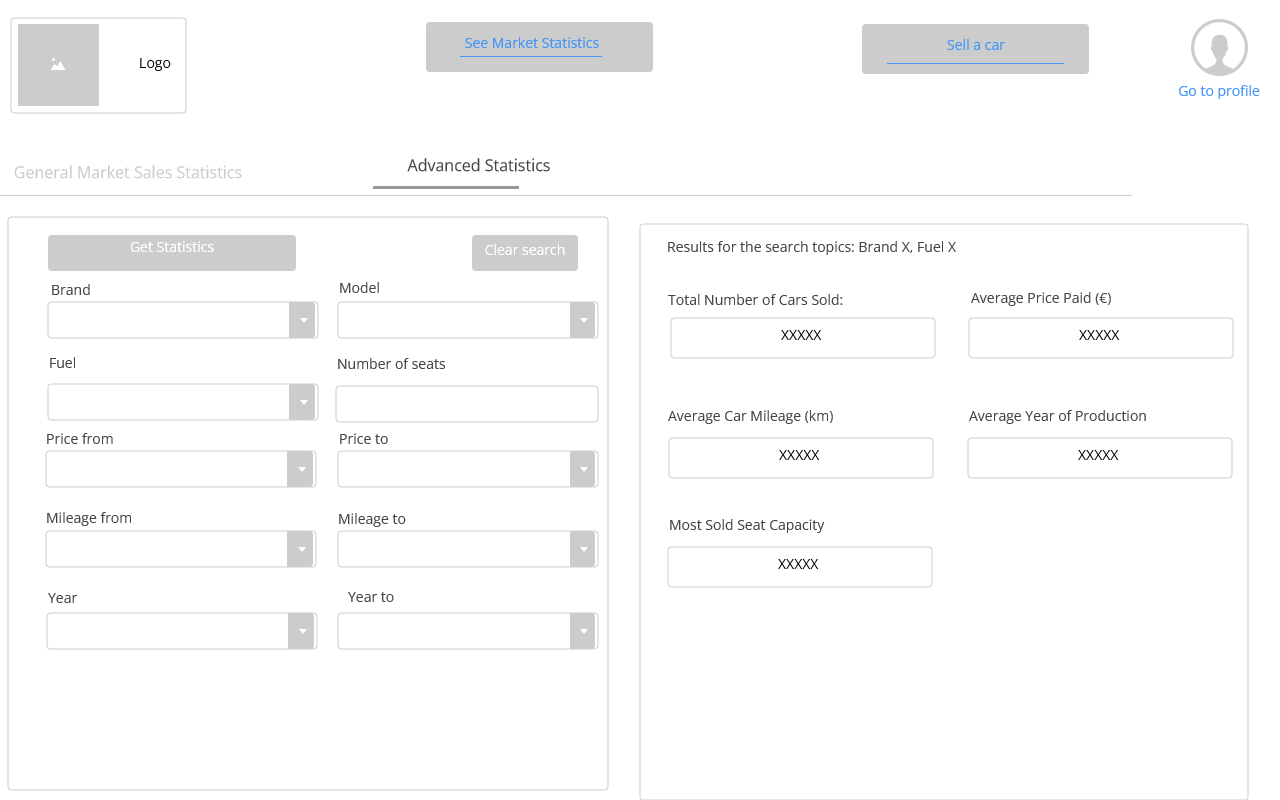 Logo
See Market Statistics
Sell a car
Go to profile
General Market Sales Statistics
Advanced Statistics
Get Statistics
Clear search
Brand
Model
Fuel
Number of seats
Price from
Price to
Mileage from
Mileage to
Year
Year to
Results for the search topics: Brand X, Fuel X
Total Number of Cars Sold:
Average Price Paid (€)
XXXXX
XXXXX
Average Car Mileage (km)
Average Year of Production
XXXXX
XXXXX
Most Sold Seat Capacity
XXXXX